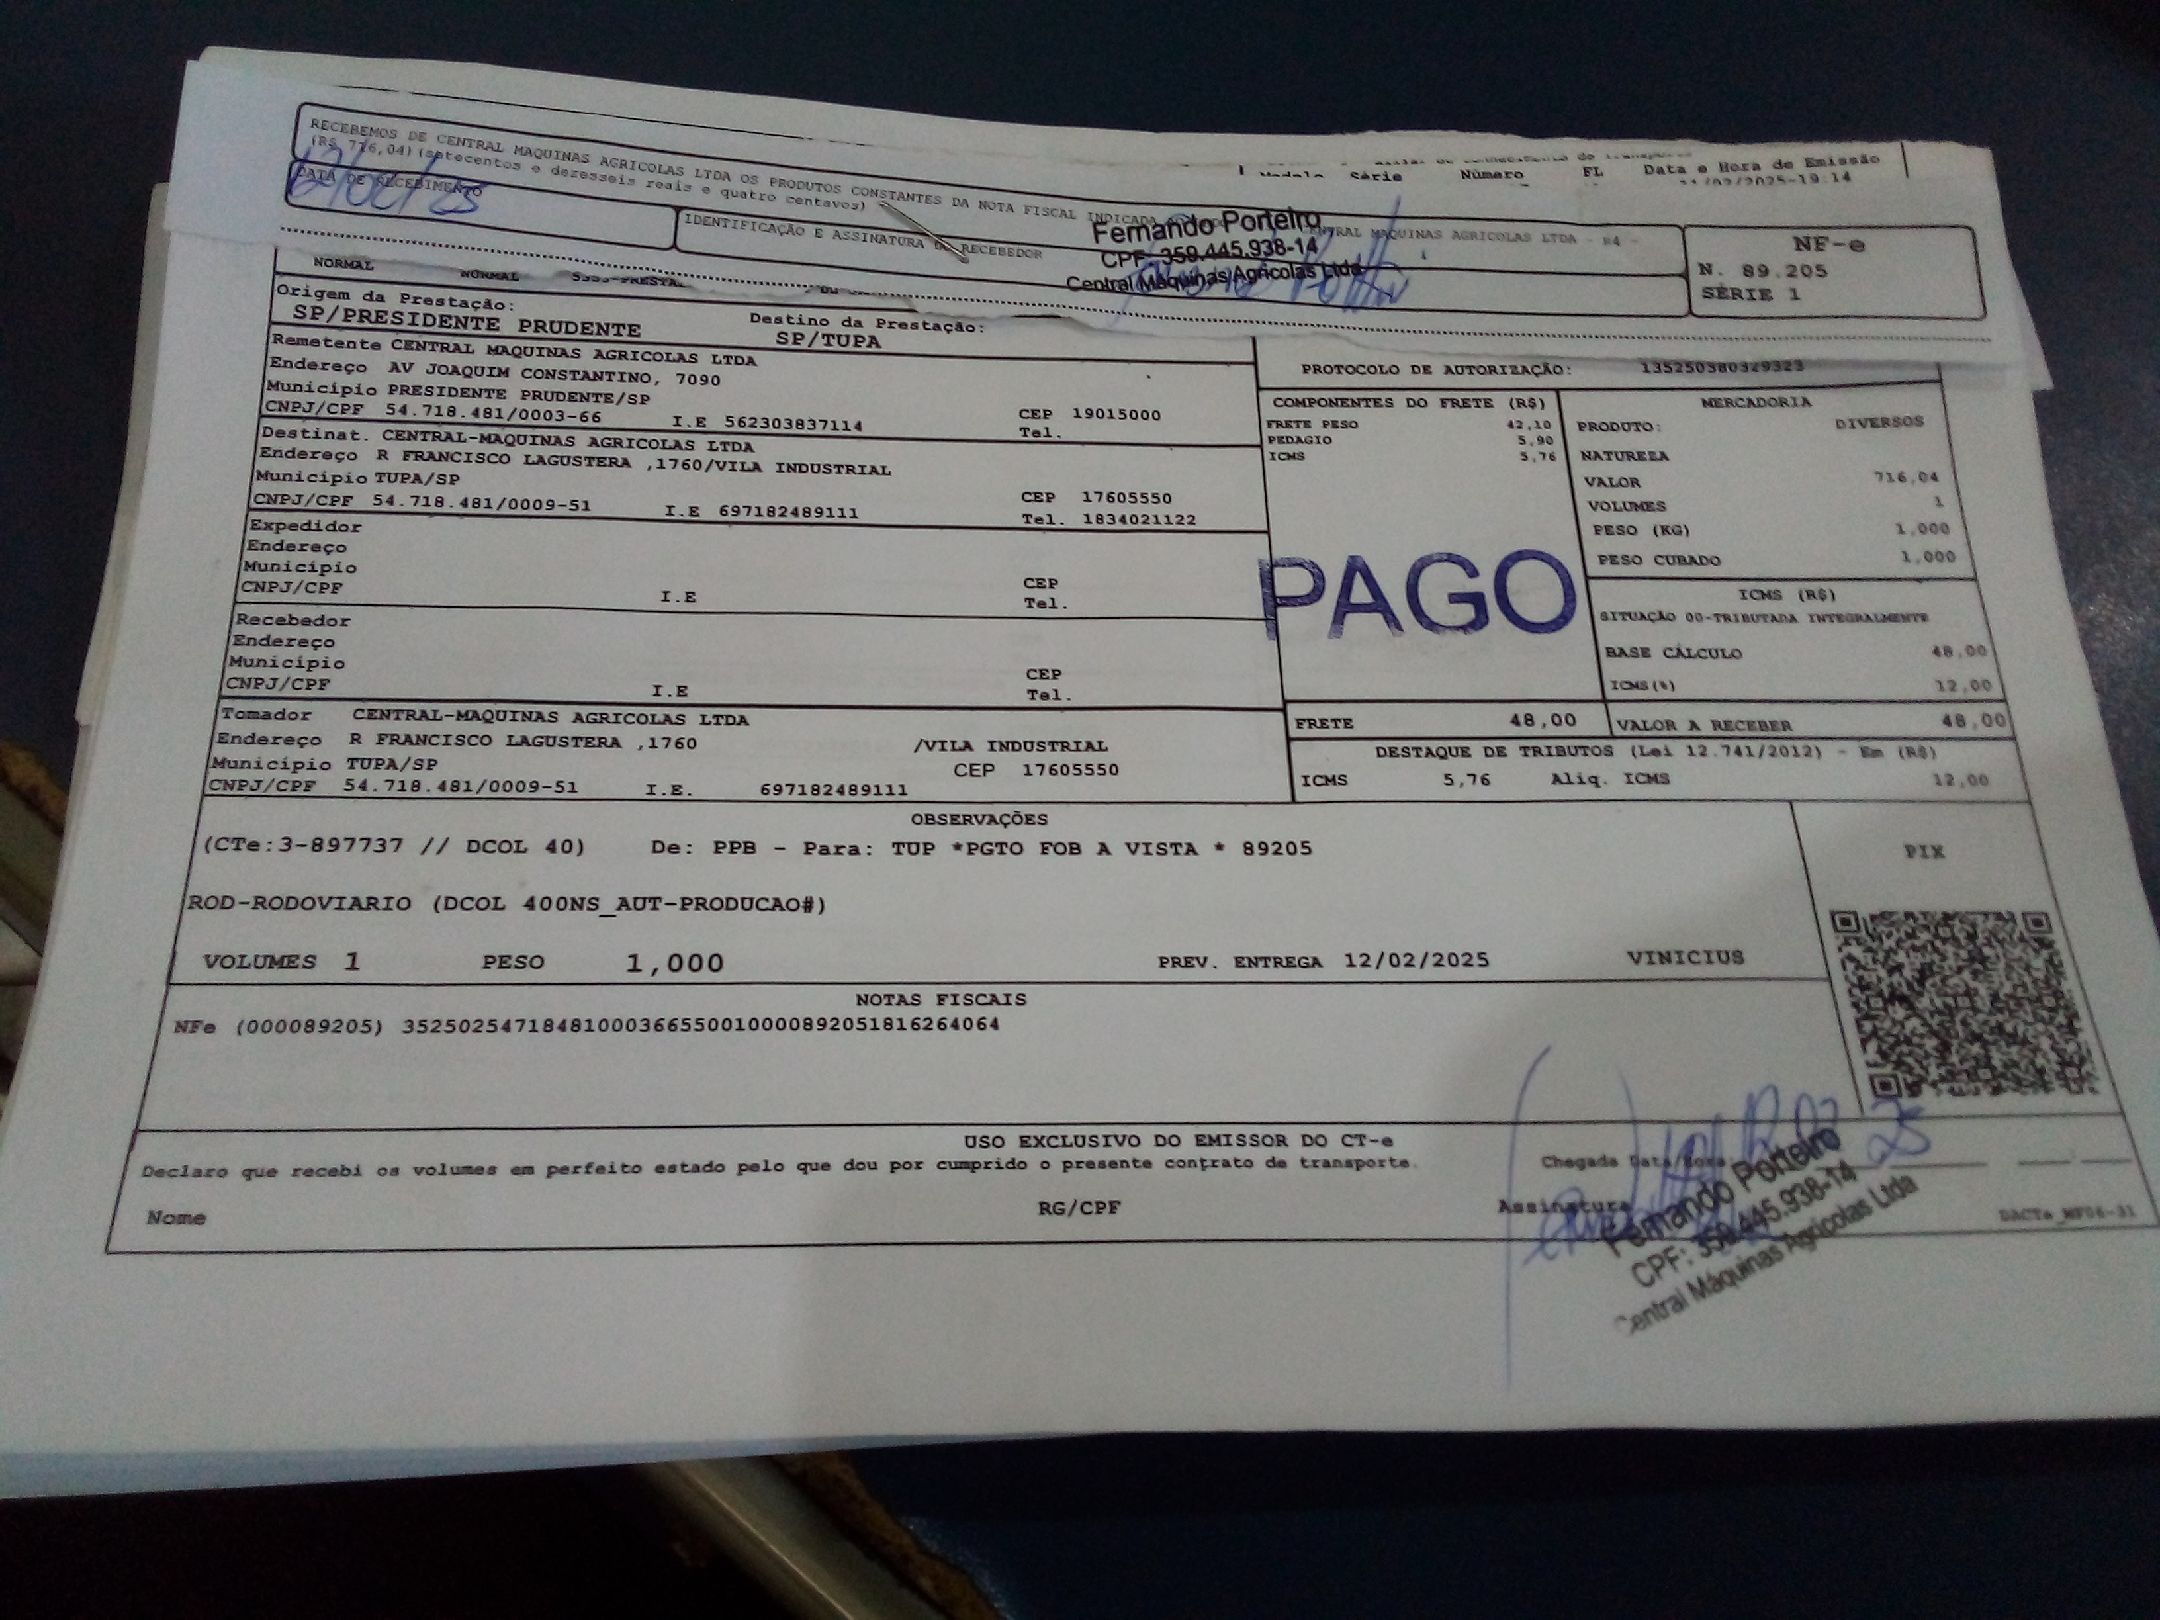 RECEBEMOS DE CENTRAL MAQUINAS AGRICOLAS LTDA OS PRODUTOS CONSTANTES DA NOTA FISCAL INDICADA CENTRAL MAQUINAS AGRICOLAS LTDA - R4 -
(R$ 716,04) (setecentos e dezesseis reais e quatro centavos)
DATA DE RECEBIMENTO
IDENTIFICAÇÃO E ASSINATURA DO RECEBEDOR
Fernando Porteiro
CPF: 359.445.938-14
Central Máquinas Agrícolas Ltda
NF-e
N. 89.205
SÉRIE 1
Modelo Série Número FL Data e Hora de Emissão
11/02/2025-19:14
NORMAL NORMAL
Origem da Prestação:
SP/PRESIDENTE PRUDENTE
Destino da Prestação:
SP/TUPA
PROTOCOLO DE AUTORIZAÇÃO: 135250380329323
Remetente CENTRAL MAQUINAS AGRICOLAS LTDA
Endereço AV JOAQUIM CONSTANTINO, 7090
Município PRESIDENTE PRUDENTE/SP
CNPJ/CPF 54.718.481/0003-66 I.E 562303837114
CEP 19015000
Tel.
Destinat. CENTRAL-MAQUINAS AGRICOLAS LTDA
Endereço R FRANCISCO LAGUSTERA ,1760/VILA INDUSTRIAL
Município TUPA/SP
CNPJ/CPF 54.718.481/0009-51 I.E 697182489111
CEP 17605550
Tel. 1834021122
Expedidor
Endereço
Município
CNPJ/CPF I.E
CEP
Tel.
Recebedor
Endereço
Município
CNPJ/CPF I.E
CEP
Tel.
Tomador CENTRAL-MAQUINAS AGRICOLAS LTDA
Endereço R FRANCISCO LAGUSTERA ,1760 /VILA INDUSTRIAL
Município TUPA/SP CEP 17605550
CNPJ/CPF 54.718.481/0009-51 I.E. 697182489111
COMPONENTES DO FRETE (R$)
FRETE PESO 42,10
PEDAGIO 5,90
ICMS 5,76
PAGO
MERCADORIA
PRODUTO: DIVERSOS
NATUREZA
VALOR 716,04
VOLUMES 1
PESO (KG) 1,000
PESO CUBADO 1,000
ICMS (R$)
SITUAÇÃO 00-TRIBUTADA INTEGRALMENTE
BASE CÁLCULO 48,00
ICMS(%) 12,00
FRETE 48,00
VALOR A RECEBER 48,00
DESTAQUE DE TRIBUTOS (Lei 12.741/2012) - Em (R$)
ICMS 5,76 Aliq. ICMS 12,00
OBSERVAÇÕES
(CTe:3-897737 // DCOL 40) De: PPB - Para: TUP *PGTO FOB A VISTA * 89205
ROD-RODOVIARIO (DCOL 400NS_AUT-PRODUCAO#)
VOLUMES 1 PESO 1,000 PREV. ENTREGA 12/02/2025 VINICIUS
PIX
NOTAS FISCAIS
NFe (000089205) 35250254718481000366550010000892051816264064
USO EXCLUSIVO DO EMISSOR DO CT-e
Declaro que recebi os volumes em perfeito estado pelo que dou por cumprido o presente contrato de transporte.
Chegada Data/Hora
Nome RG/CPF Assinatura
Fernando Porteiro
CPF: 359.445.938-14
Central Máquinas Agrícolas Ltda